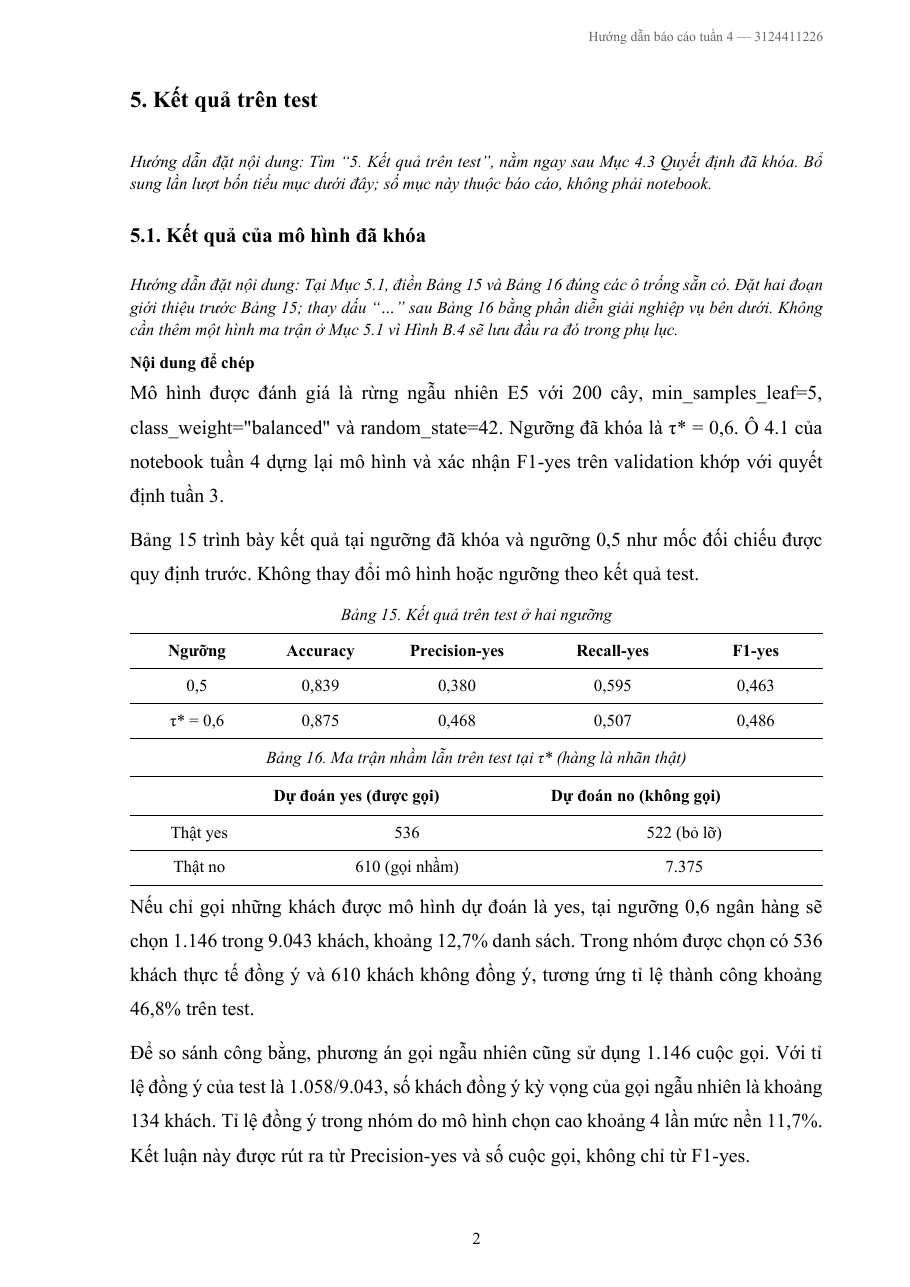 Hướng dẫn báo cáo tuần 4 — 3124411226
5. Kết quả trên test
Hướng dẫn đặt nội dung: Tìm “5. Kết quả trên test”, nằm ngay sau Mục 4.3 Quyết định đã khóa. Bổ
sung lần lượt bốn tiểu mục dưới đây; số mục này thuộc báo cáo, không phải notebook.
5.1. Kết quả của mô hình đã khóa
Hướng dẫn đặt nội dung: Tại Mục 5.1, điền Bảng 15 và Bảng 16 đúng các ô trống sẵn có. Đặt hai đoạn
giới thiệu trước Bảng 15; thay dấu “…” sau Bảng 16 bằng phần diễn giải nghiệp vụ bên dưới. Không
cần thêm một hình ma trận ở Mục 5.1 vì Hình B.4 sẽ lưu đầu ra đó trong phụ lục.
Nội dung để chép
Mô hình được đánh giá là rừng ngẫu nhiên E5 với 200 cây, min_samples_leaf=5,
class_weight="balanced" và random_state=42. Ngưỡng đã khóa là τ* = 0,6. Ô 4.1 của
notebook tuần 4 dựng lại mô hình và xác nhận F1-yes trên validation khớp với quyết
định tuần 3.
Bảng 15 trình bày kết quả tại ngưỡng đã khóa và ngưỡng 0,5 như mốc đối chiếu được
quy định trước. Không thay đổi mô hình hoặc ngưỡng theo kết quả test.
Bảng 15. Kết quả trên test ở hai ngưỡng
Ngưỡng Accuracy Precision-yes Recall-yes F1-yes
0,5 0,839 0,380 0,595 0,463
τ* = 0,6 0,875 0,468 0,507 0,486
Bảng 16. Ma trận nhầm lẫn trên test tại τ* (hàng là nhãn thật)
Dự đoán yes (được gọi) Dự đoán no (không gọi)
Thật yes 536 522 (bỏ lỡ)
Thật no 610 (gọi nhầm) 7.375
Nếu chỉ gọi những khách được mô hình dự đoán là yes, tại ngưỡng 0,6 ngân hàng sẽ
chọn 1.146 trong 9.043 khách, khoảng 12,7% danh sách. Trong nhóm được chọn có 536
khách thực tế đồng ý và 610 khách không đồng ý, tương ứng tỉ lệ thành công khoảng
46,8% trên test.
Để so sánh công bằng, phương án gọi ngẫu nhiên cũng sử dụng 1.146 cuộc gọi. Với tỉ
lệ đồng ý của test là 1.058/9.043, số khách đồng ý kỳ vọng của gọi ngẫu nhiên là khoảng
134 khách. Tỉ lệ đồng ý trong nhóm do mô hình chọn cao khoảng 4 lần mức nền 11,7%.
Kết luận này được rút ra từ Precision-yes và số cuộc gọi, không chỉ từ F1-yes.
2